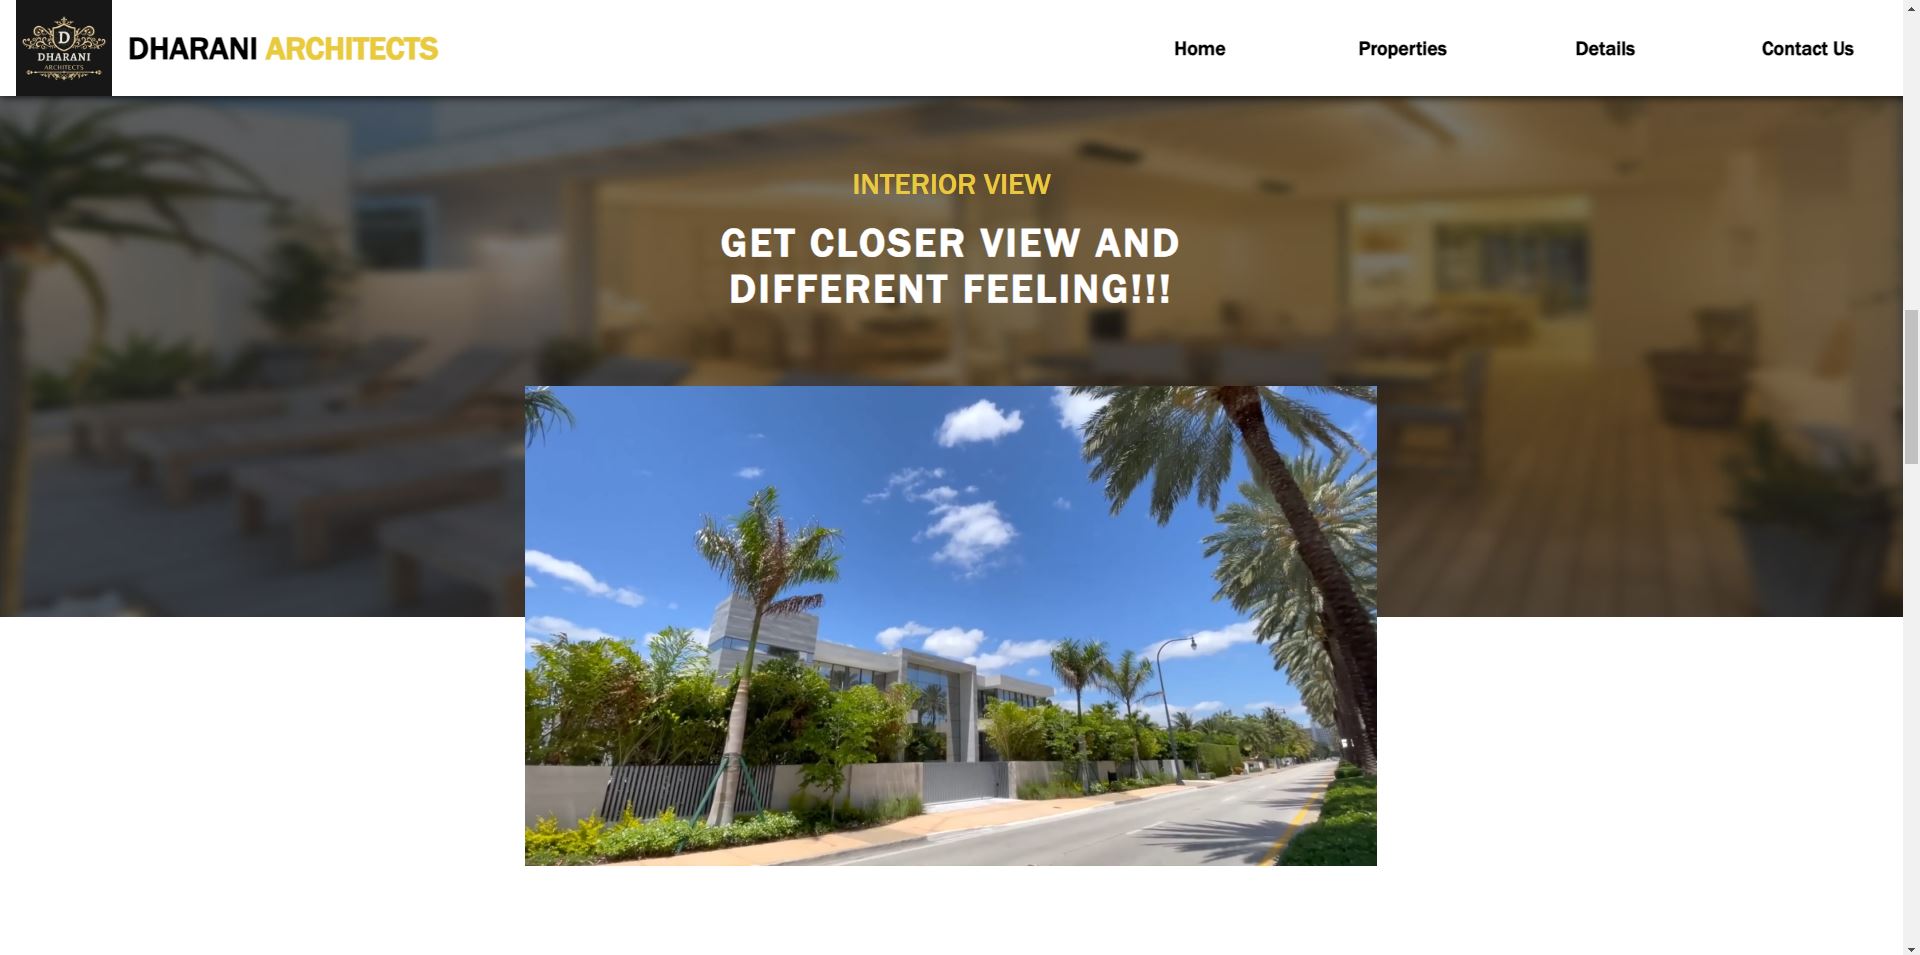 D
DHARANI
ARCHITECTS
DHARANI ARCHITECTS
Home Properties Details Contact Us
INTERIOR VIEW
GET CLOSER VIEW AND
DIFFERENT FEELING!!!